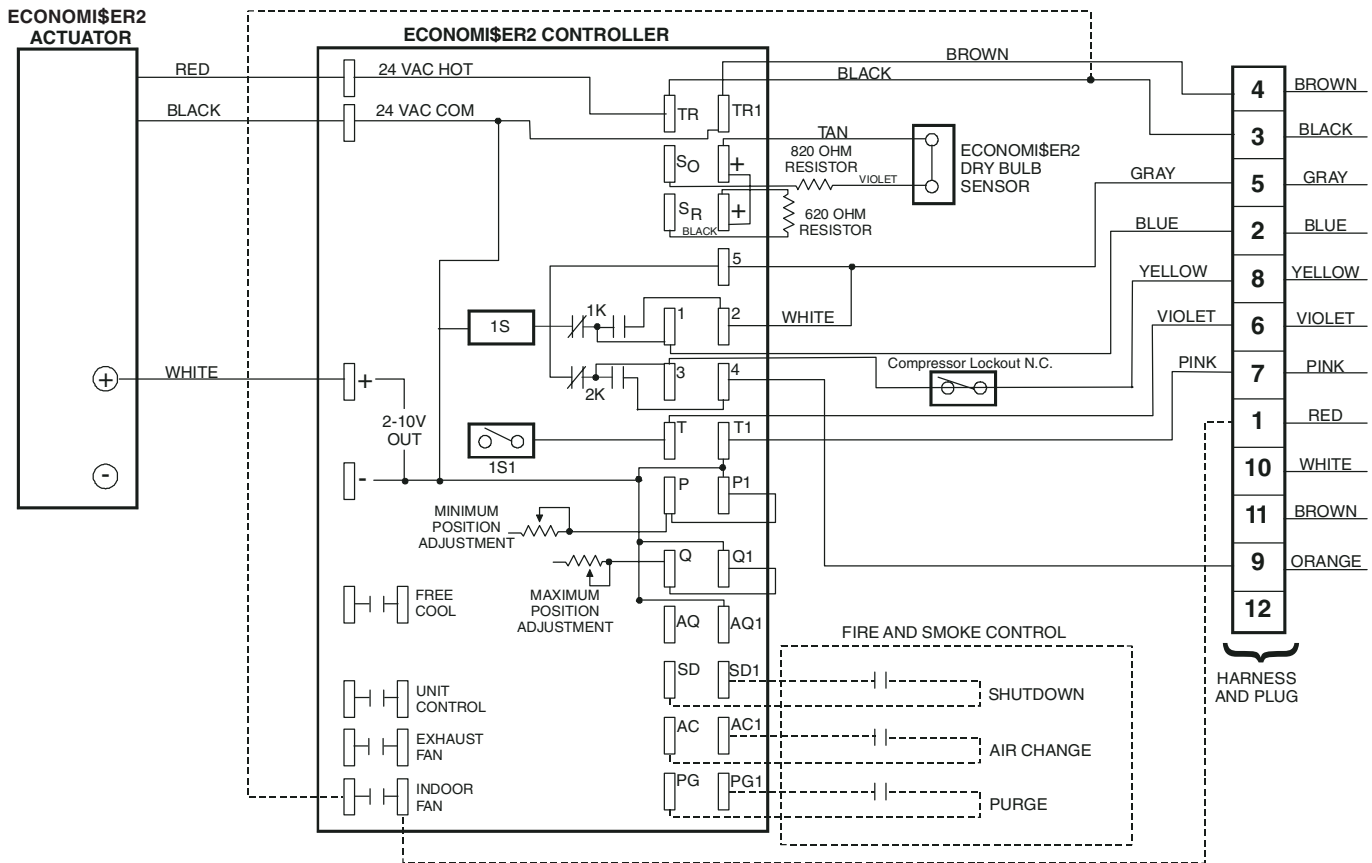 ECONOMI$ER2
ACTUATOR
ECONOMI$ER2 CONTROLLER
RED
24 VAC HOT
BLACK
24 VAC COM
WHITE
+
-
+
2-10V
OUT
-
TR
TR1
SO
+
SR
+
BLACK
BROWN
BLACK
TAN
820 OHM
RESISTOR
VIOLET
620 OHM
RESISTOR
ECONOMI$ER2
DRY BULB
SENSOR
GRAY
BLUE
YELLOW
VIOLET
PINK
5
1S
1K
1
2
WHITE
2K
3
4
Compressor Lockout N.C.
1S1
T
T1
P
P1
MINIMUM
POSITION
ADJUSTMENT
Q
Q1
MAXIMUM
POSITION
ADJUSTMENT
AQ
AQ1
FREE
COOL
UNIT
CONTROL
EXHAUST
FAN
INDOOR
FAN
SD
SD1
AC
AC1
PG
PG1
FIRE AND SMOKE CONTROL
SHUTDOWN
AIR CHANGE
PURGE
4 BROWN
3 BLACK
5 GRAY
2 BLUE
8 YELLOW
6 VIOLET
7 PINK
1 RED
10 WHITE
11 BROWN
9 ORANGE
12
HARNESS
AND PLUG